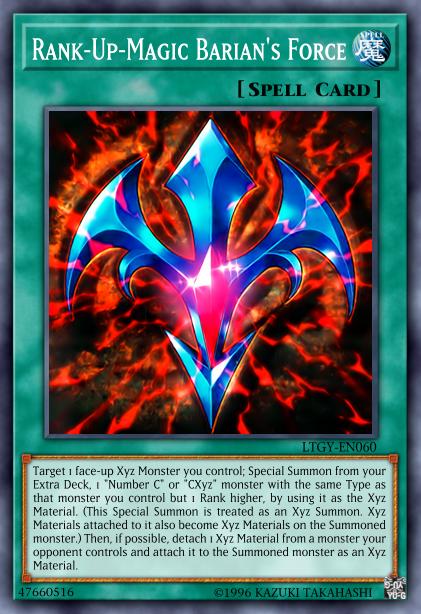 RANK-UP-MAGIC BARIAN'S FORCE
SPELL
魔
[ SPELL CARD ]
LTGY-EN060
Target 1 face-up Xyz Monster you control; Special Summon from your
Extra Deck, 1 "Number C" or "CXyz" monster with the same Type as
that monster you control but 1 Rank higher, by using it as the Xyz
Material. (This Special Summon is treated as an Xyz Summon. Xyz
Materials attached to it also become Xyz Materials on the Summoned
monster.) Then, if possible, detach 1 Xyz Material from a monster your
opponent controls and attach it to the Summoned monster as an Xyz
Material.
47660516
©1996 KAZUKI TAKAHASHI